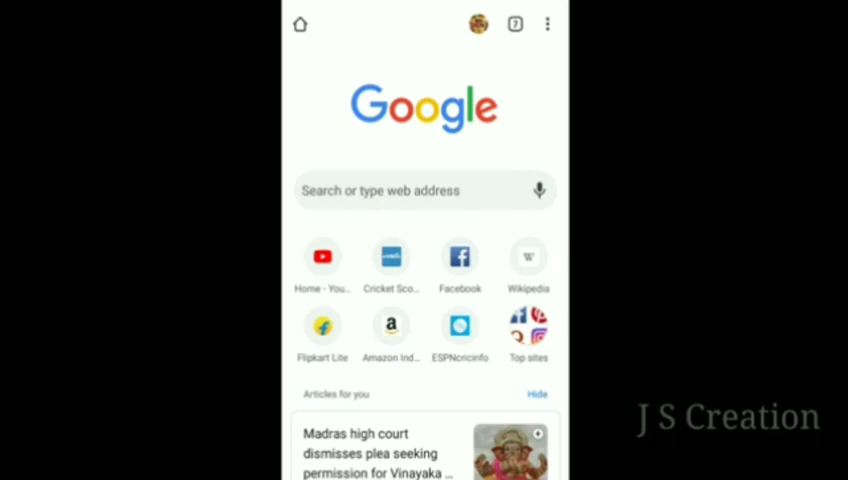 7
Google
Search or type web address
Home - You...
Cricket Sco...
Facebook
W
Wikipedia
f
a
Flipkart Lite
Amazon Ind...
ESPNcricinfo
Top sites
Articles for you
Hide
Madras high court
dismisses plea seeking
permission for Vinayaka ...
J S Creation